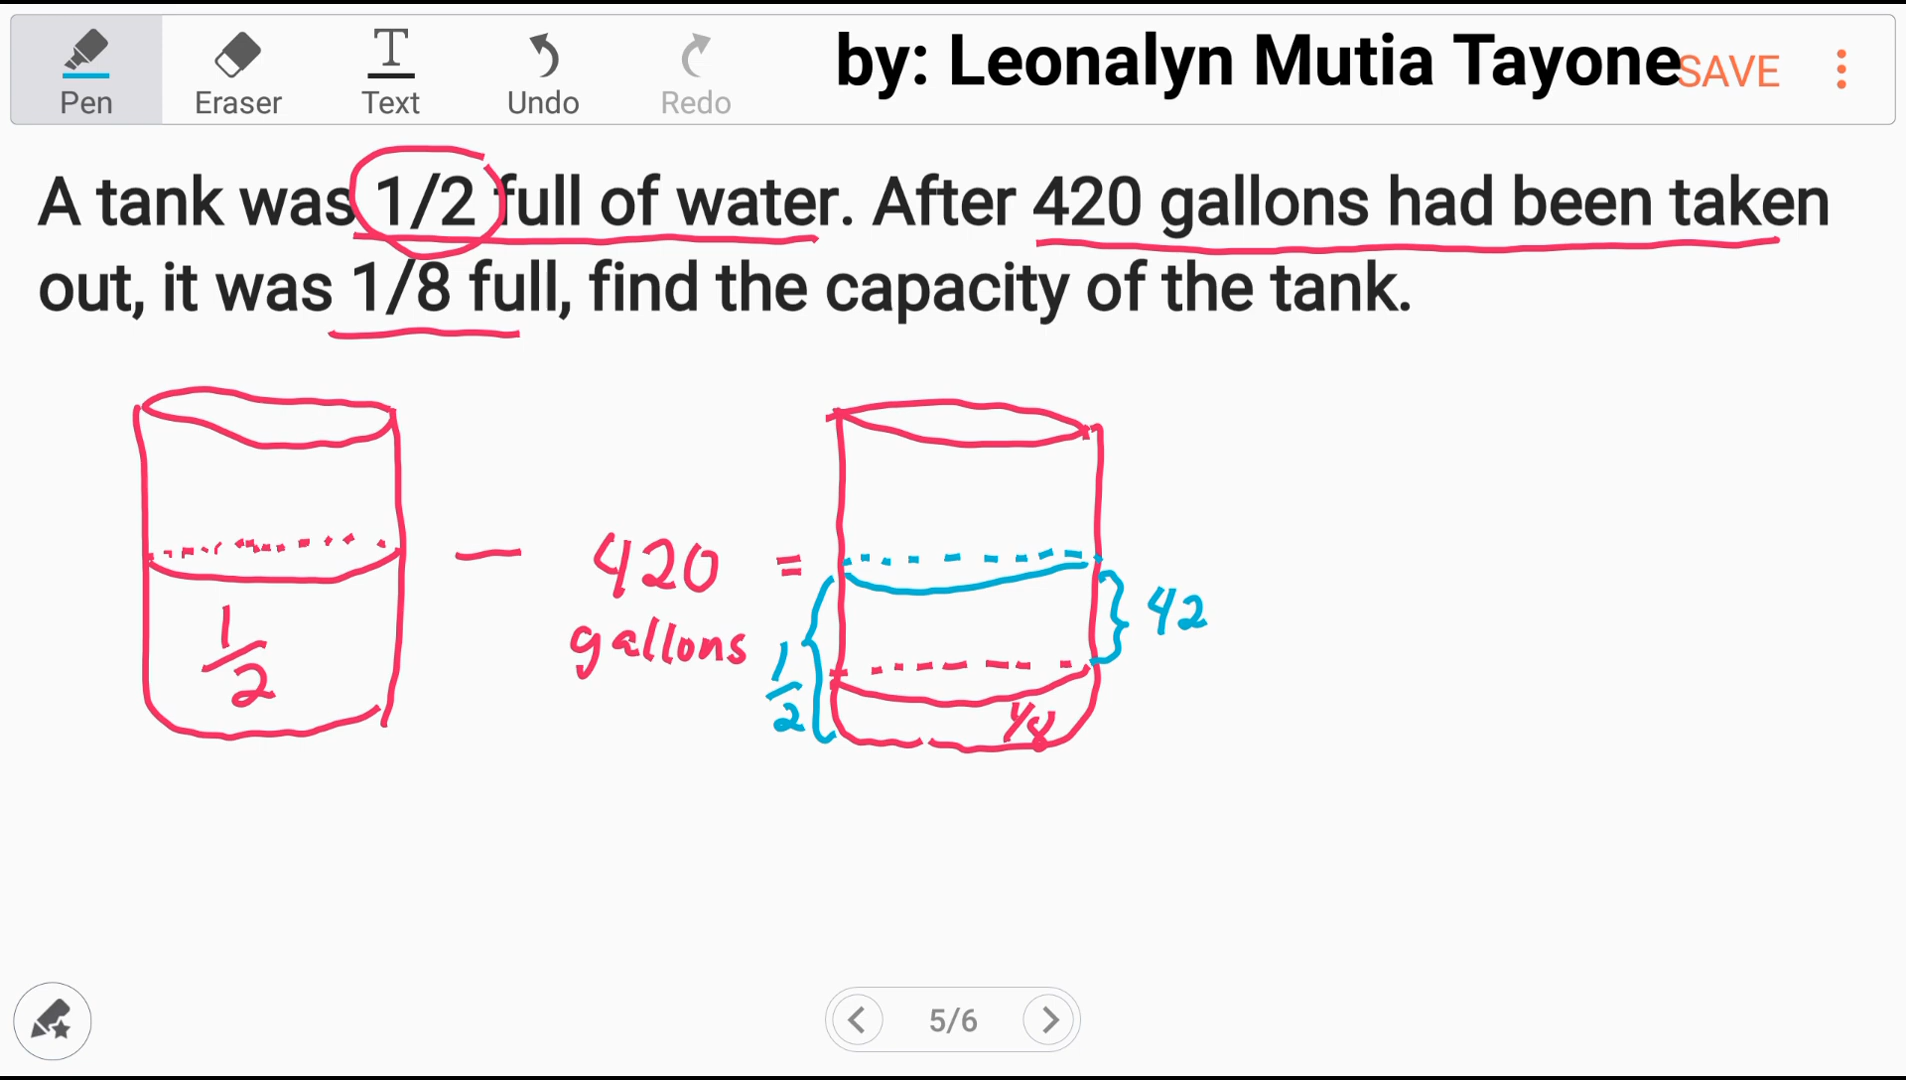 Pen Eraser Text Undo Redo by: Leonalyn Mutia Tayone SAVE
A tank was 1/2 full of water. After 420 gallons had been taken
out, it was 1/8 full, find the capacity of the tank.
1/2 — 420 gallons = 1/2 1/8 42
5/6